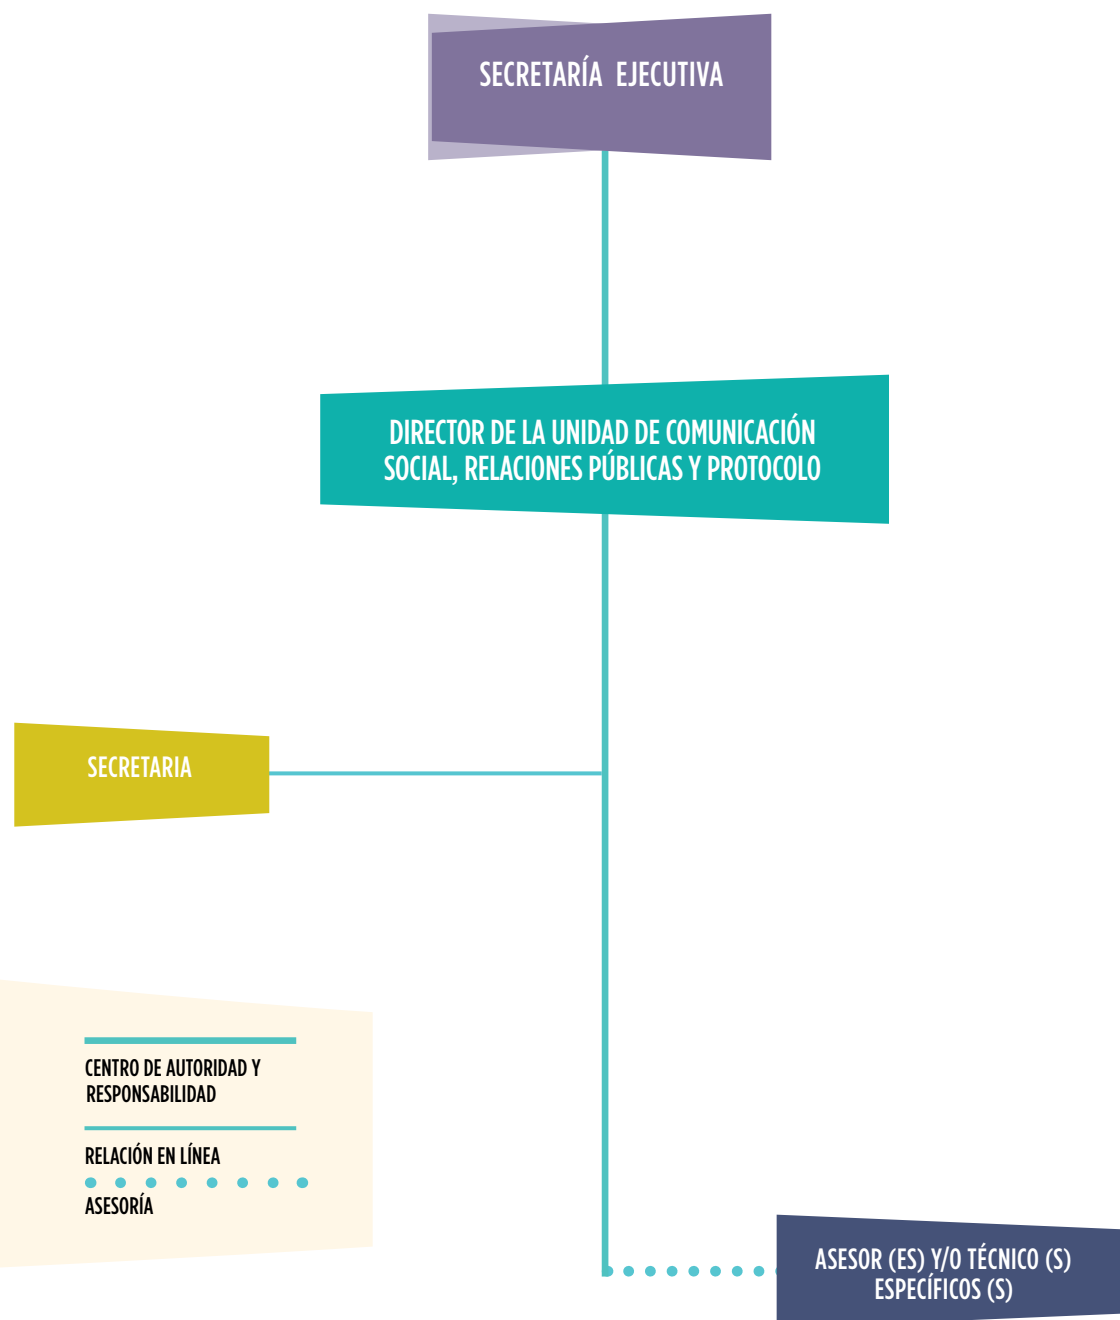 SECRETARÍA EJECUTIVA
DIRECTOR DE LA UNIDAD DE COMUNICACIÓN
SOCIAL, RELACIONES PÚBLICAS Y PROTOCOLO
SECRETARIA
CENTRO DE AUTORIDAD Y
RESPONSABILIDAD
RELACIÓN EN LÍNEA
ASESORÍA
ASESOR (ES) Y/O TÉCNICO (S)
ESPECÍFICOS (S)